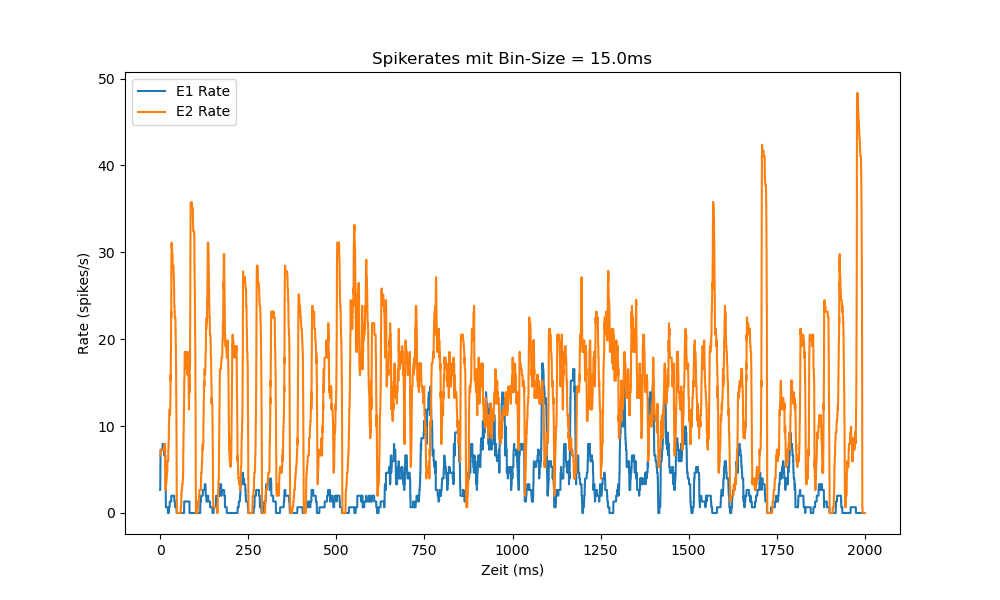 Spikerates mit Bin-Size = 15.0ms
E1 Rate
E2 Rate
50
40
30
20
10
0
Rate (spikes/s)
0 250 500 750 1000 1250 1500 1750 2000
Zeit (ms)